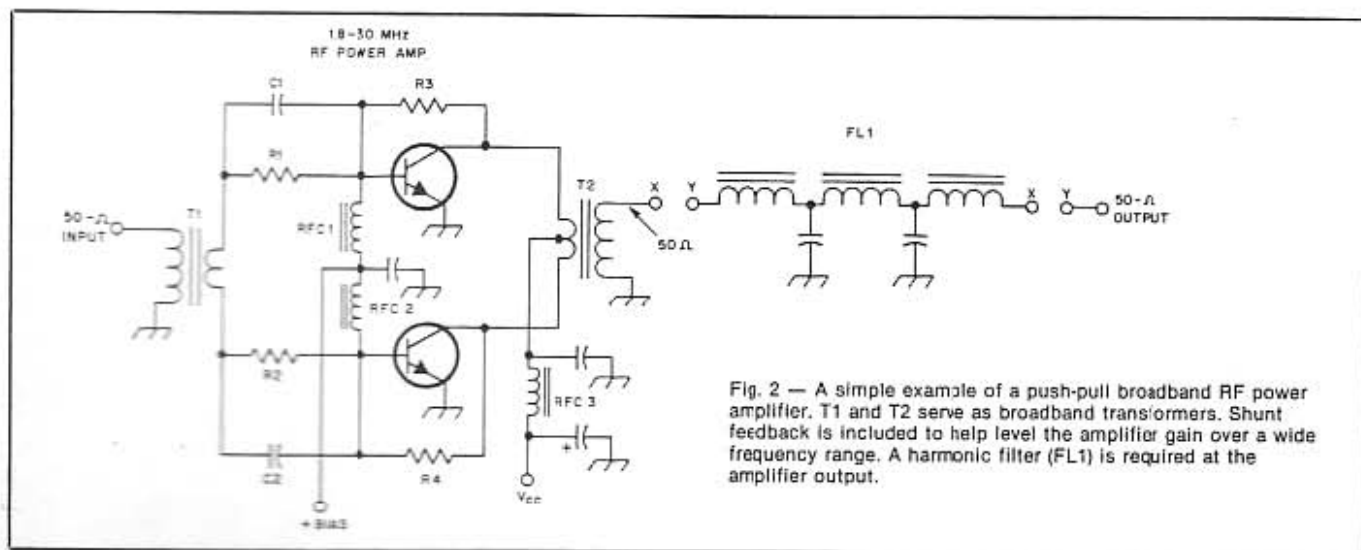 1.8-30 MHz
RF POWER AMP.
C1
R3
R1
FL1
50-Ω
INPUT
T1
RFC 1
T2
X
Y
50 Ω
X
Y
50-Ω
OUTPUT
RFC 2
R2
RFC 3
C2
R4
+
VCC
+ BIAS
Fig. 2 — A simple example of a push-pull broadband RF power
amplifier. T1 and T2 serve as broadband transformers. Shunt
feedback is included to help level the amplifier gain over a wide
frequency range. A harmonic filter (FL1) is required at the
amplifier output.